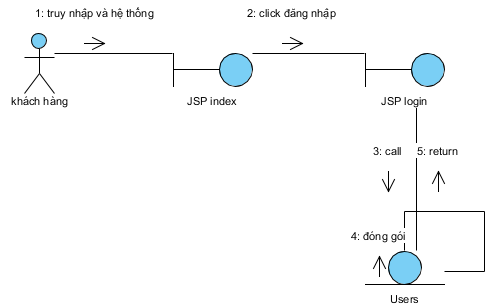 1: truy nhập và hệ thống
2: click đăng nhập
khách hàng
JSP index
JSP login
3: call
5: return
4: đóng gói
Users